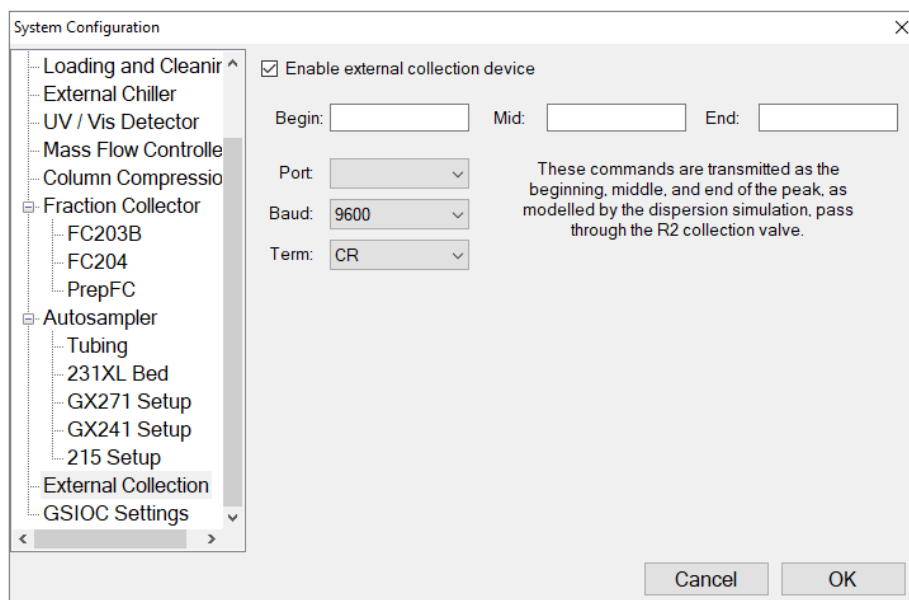 System Configuration
Loading and Cleanin
External Chiller
UV / Vis Detector
Mass Flow Controlle
Column Compressio
Fraction Collector
FC203B
FC204
PrepFC
Autosampler
Tubing
231XL Bed
GX271 Setup
GX241 Setup
215 Setup
External Collection
GSIOC Settings
Enable external collection device
Begin: Mid: End:
Port:
Baud: 9600
Term: CR
These commands are transmitted as the
beginning, middle, and end of the peak, as
modelled by the dispersion simulation, pass
through the R2 collection valve.
Cancel OK